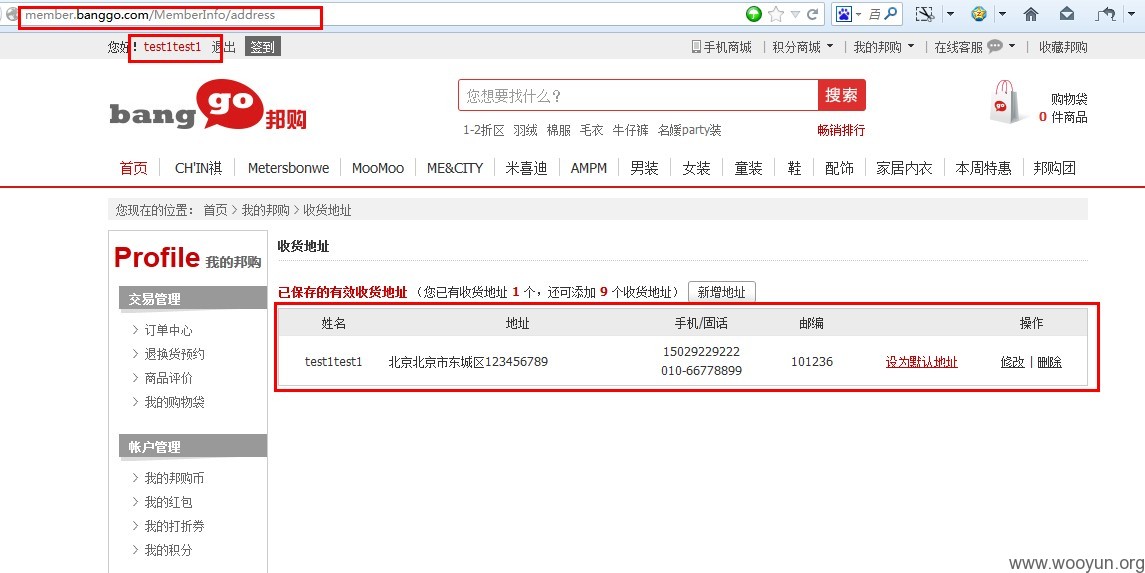 member.banggo.com/MemberInfo/address
百
您好! test1test1 退出 签到
手机商城 | 积分商城 | 我的邦购 | 在线客服 | 收藏邦购
bang go 邦购
您想要找什么？ 搜索
1-2折区 羽绒 棉服 毛衣 牛仔裤 名媛party装 畅销排行
购物袋
0 件商品
首页 CH'IN祺 Metersbonwe MooMoo ME&CITY 米喜迪 AMPM 男装 女装 童装 鞋 配饰 家居内衣 本周特惠 邦购团
您现在的位置： 首页 > 我的邦购 > 收货地址
Profile 我的邦购
交易管理
> 订单中心
> 退换货预约
> 商品评价
> 我的购物袋
帐户管理
> 我的邦购币
> 我的红包
> 我的打折券
> 我的积分
收货地址
已保存的有效收货地址 （您已有收货地址 1 个，还可添加 9 个收货地址） 新增地址
姓名 地址 手机/固话 邮编 操作
test1test1 北京北京市东城区123456789 15029229222 010-66778899 101236 设为默认地址 修改 | 删除
www.wooyun.org